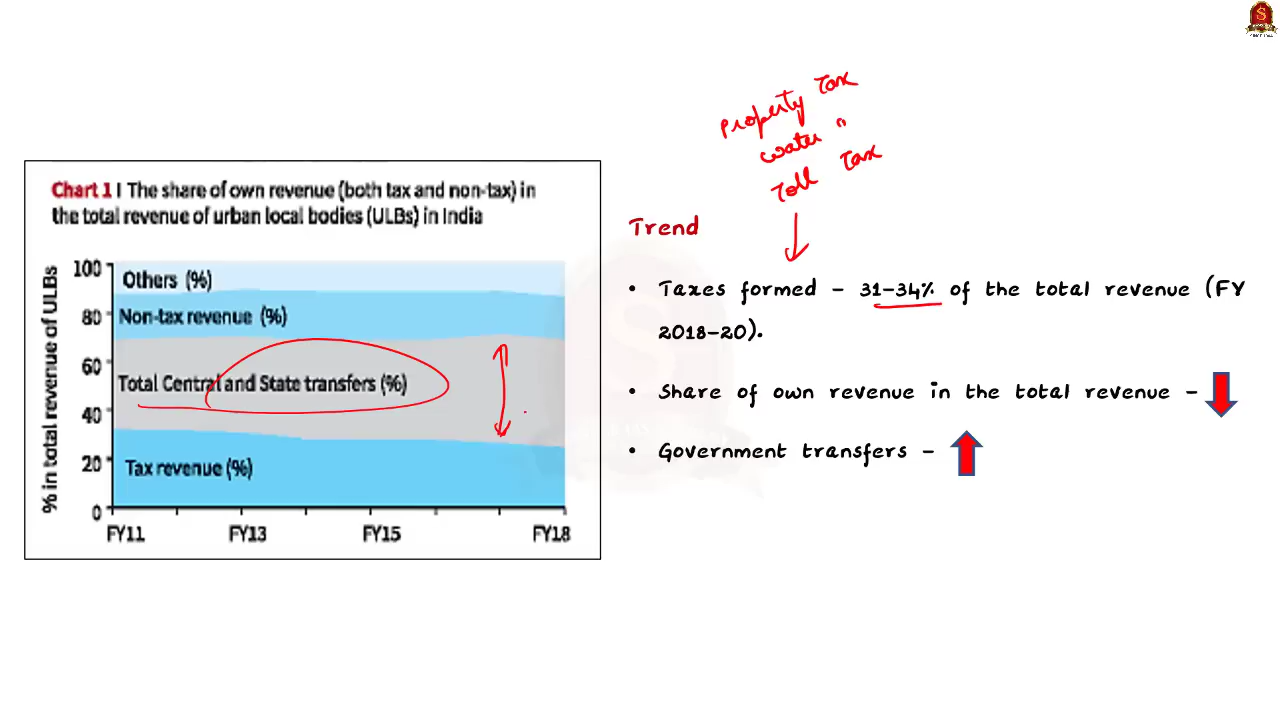 Property Tax
water "
Toll Tax
Chart 1 | The share of own revenue (both tax and non-tax) in
the total revenue of urban local bodies (ULBs) in India
% in total revenue of ULBs
100
80
60
40
20
0
Others (%)
Non-tax revenue (%)
Total Central and State transfers (%)
Tax revenue (%)
FY11
FY13
FY15
FY18
Trend
• Taxes formed – 31–34% of the total revenue (FY
2018–20).
• Share of own revenue in the total revenue –
• Government transfers –